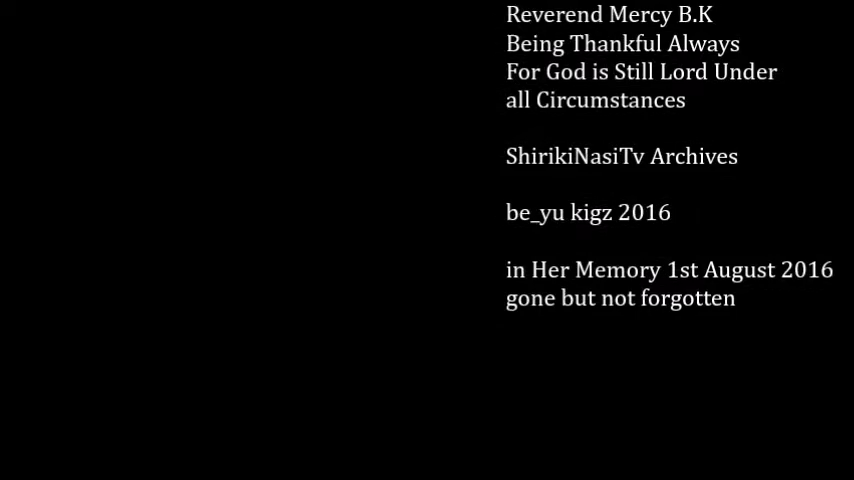 Reverend Mercy B.K
Being Thankful Always
For God is Still Lord Under
all Circumstances
ShirikiNasiTv Archives
be_yu kigz 2016
in Her Memory 1st August 2016
gone but not forgotten